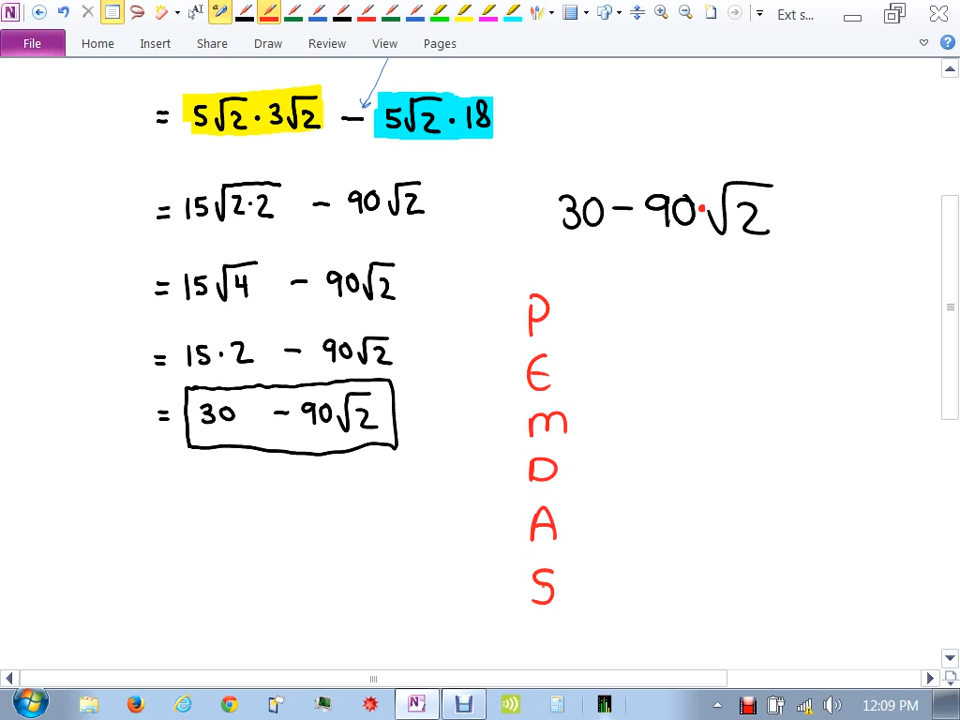 Ext s...
File Home Insert Share Draw Review View Pages
= 5√2 · 3√2 − 5√2 · 18
= 15√2·2 − 90√2
30 − 90·√2
= 15√4 − 90√2
= 15·2 − 90√2
= 30 − 90√2
P
E
M
D
A
S
12:09 PM